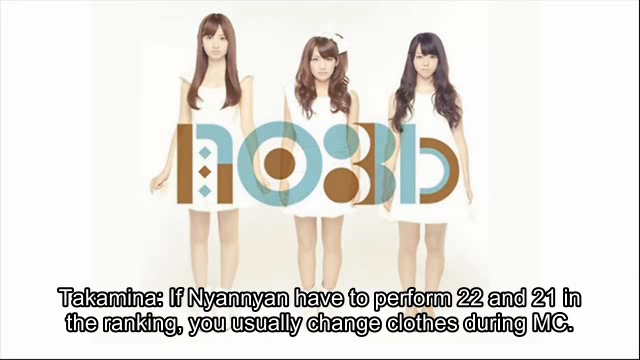 no3b
Takamina: If Nyannyan have to perform 22 and 21 in
the ranking, you usually change clothes during MC.